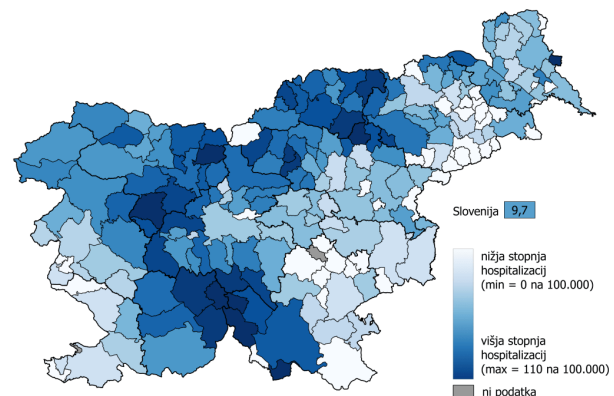 Slovenija 9,7
nižja stopnja
hospitalizacij
(min = 0 na 100.000)
višja stopnja
hospitalizacij
(max = 110 na 100.000)
ni podatka